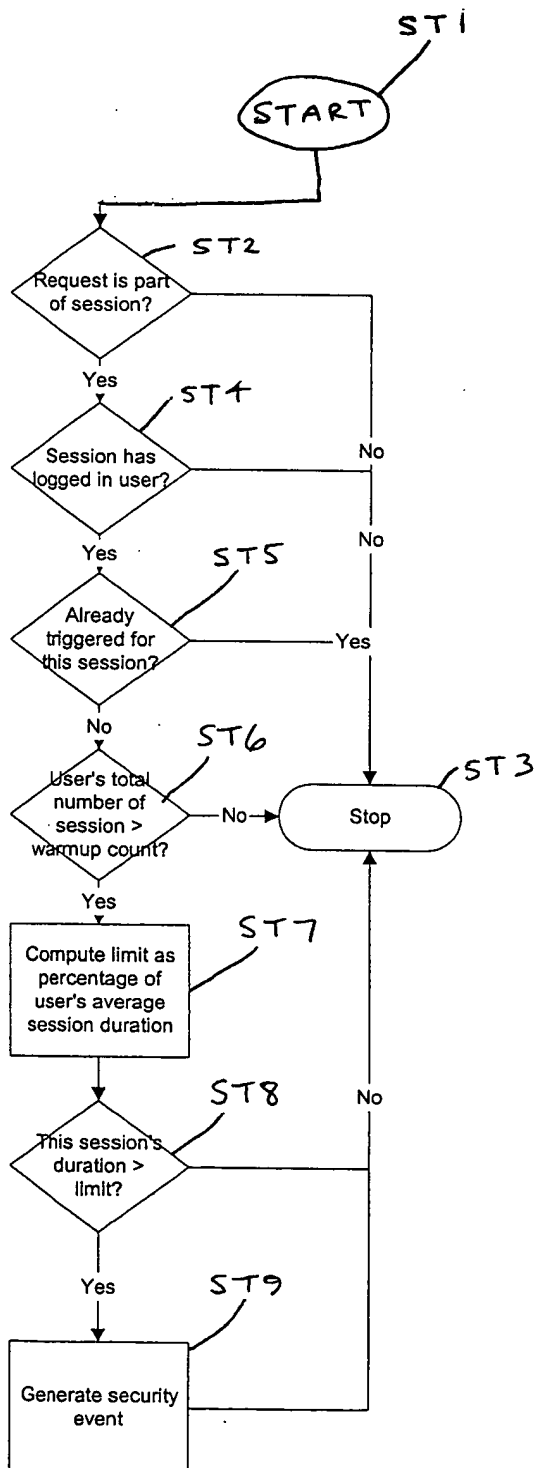 ST1
START
ST2
Request is part
of session?
Yes
No
ST4
Session has
logged in user?
No
Yes
ST5
Already
triggered for
this session?
Yes
No
ST6
User's total
number of
session >
warmup count?
No
ST3
Stop
Yes
ST7
Compute limit as
percentage of
user's average
session duration
ST8
This session's
duration >
limit?
No
Yes
ST9
Generate security
event